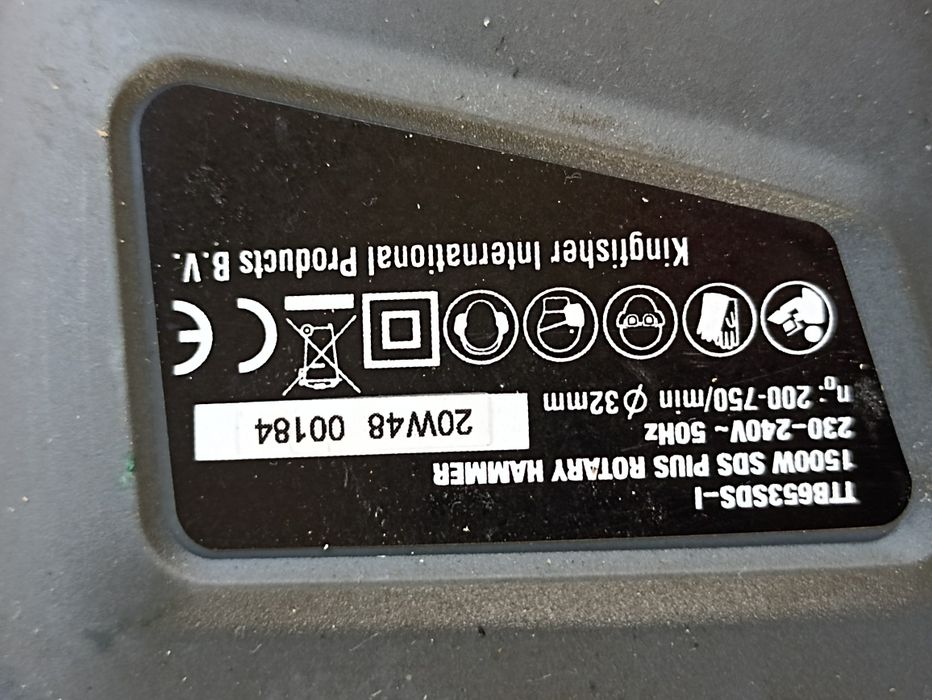 TTB653SDS-I
1500W SDS PlUS ROTARY HAMMER
230-240V ~ 50Hz
n₀: 200-750/min Ø32mm
20W48 00184
CE
Kingfisher International Products B.V.